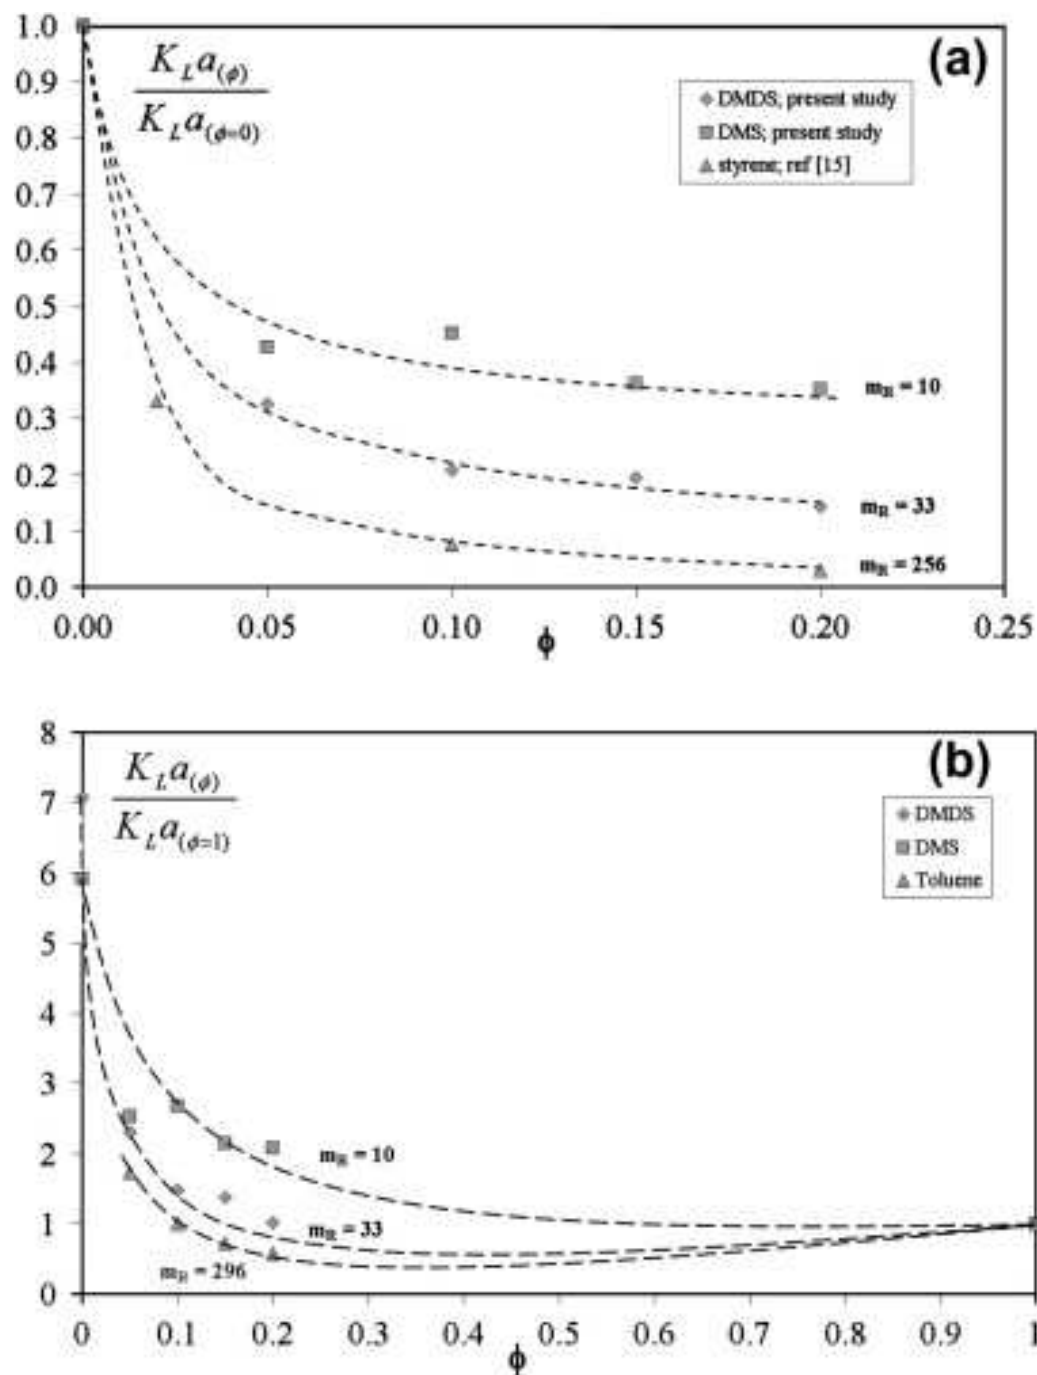 (a)
K_L a_(ϕ)
K_L a_(ϕ=0)
DMDS; present study
DMS; present study
styrene; ref [15]
1.0
0.9
0.8
0.7
0.6
0.5
0.4
0.3
0.2
0.1
0.0
m_R = 10
m_R = 33
m_R = 256
0.00 0.05 0.10 0.15 0.20 0.25
ϕ
(b)
K_L a_(ϕ)
K_L a_(ϕ=1)
DMDS
DMS
Toluene
8
7
6
5
4
3
2
1
0
m_R = 10
m_R = 33
m_R = 296
0 0.1 0.2 0.3 0.4 0.5 0.6 0.7 0.8 0.9 1
ϕ